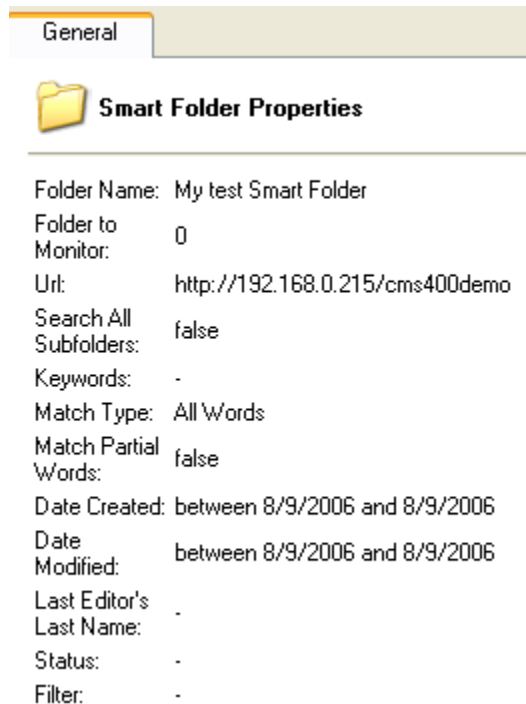 General
Smart Folder Properties
Folder Name: My test Smart Folder
Folder to
Monitor: 0
Url: http://192.168.0.215/cms400demo
Search All
Subfolders: false
Keywords: -
Match Type: All Words
Match Partial
Words: false
Date Created: between 8/9/2006 and 8/9/2006
Date
Modified: between 8/9/2006 and 8/9/2006
Last Editor's
Last Name: -
Status: -
Filter: -